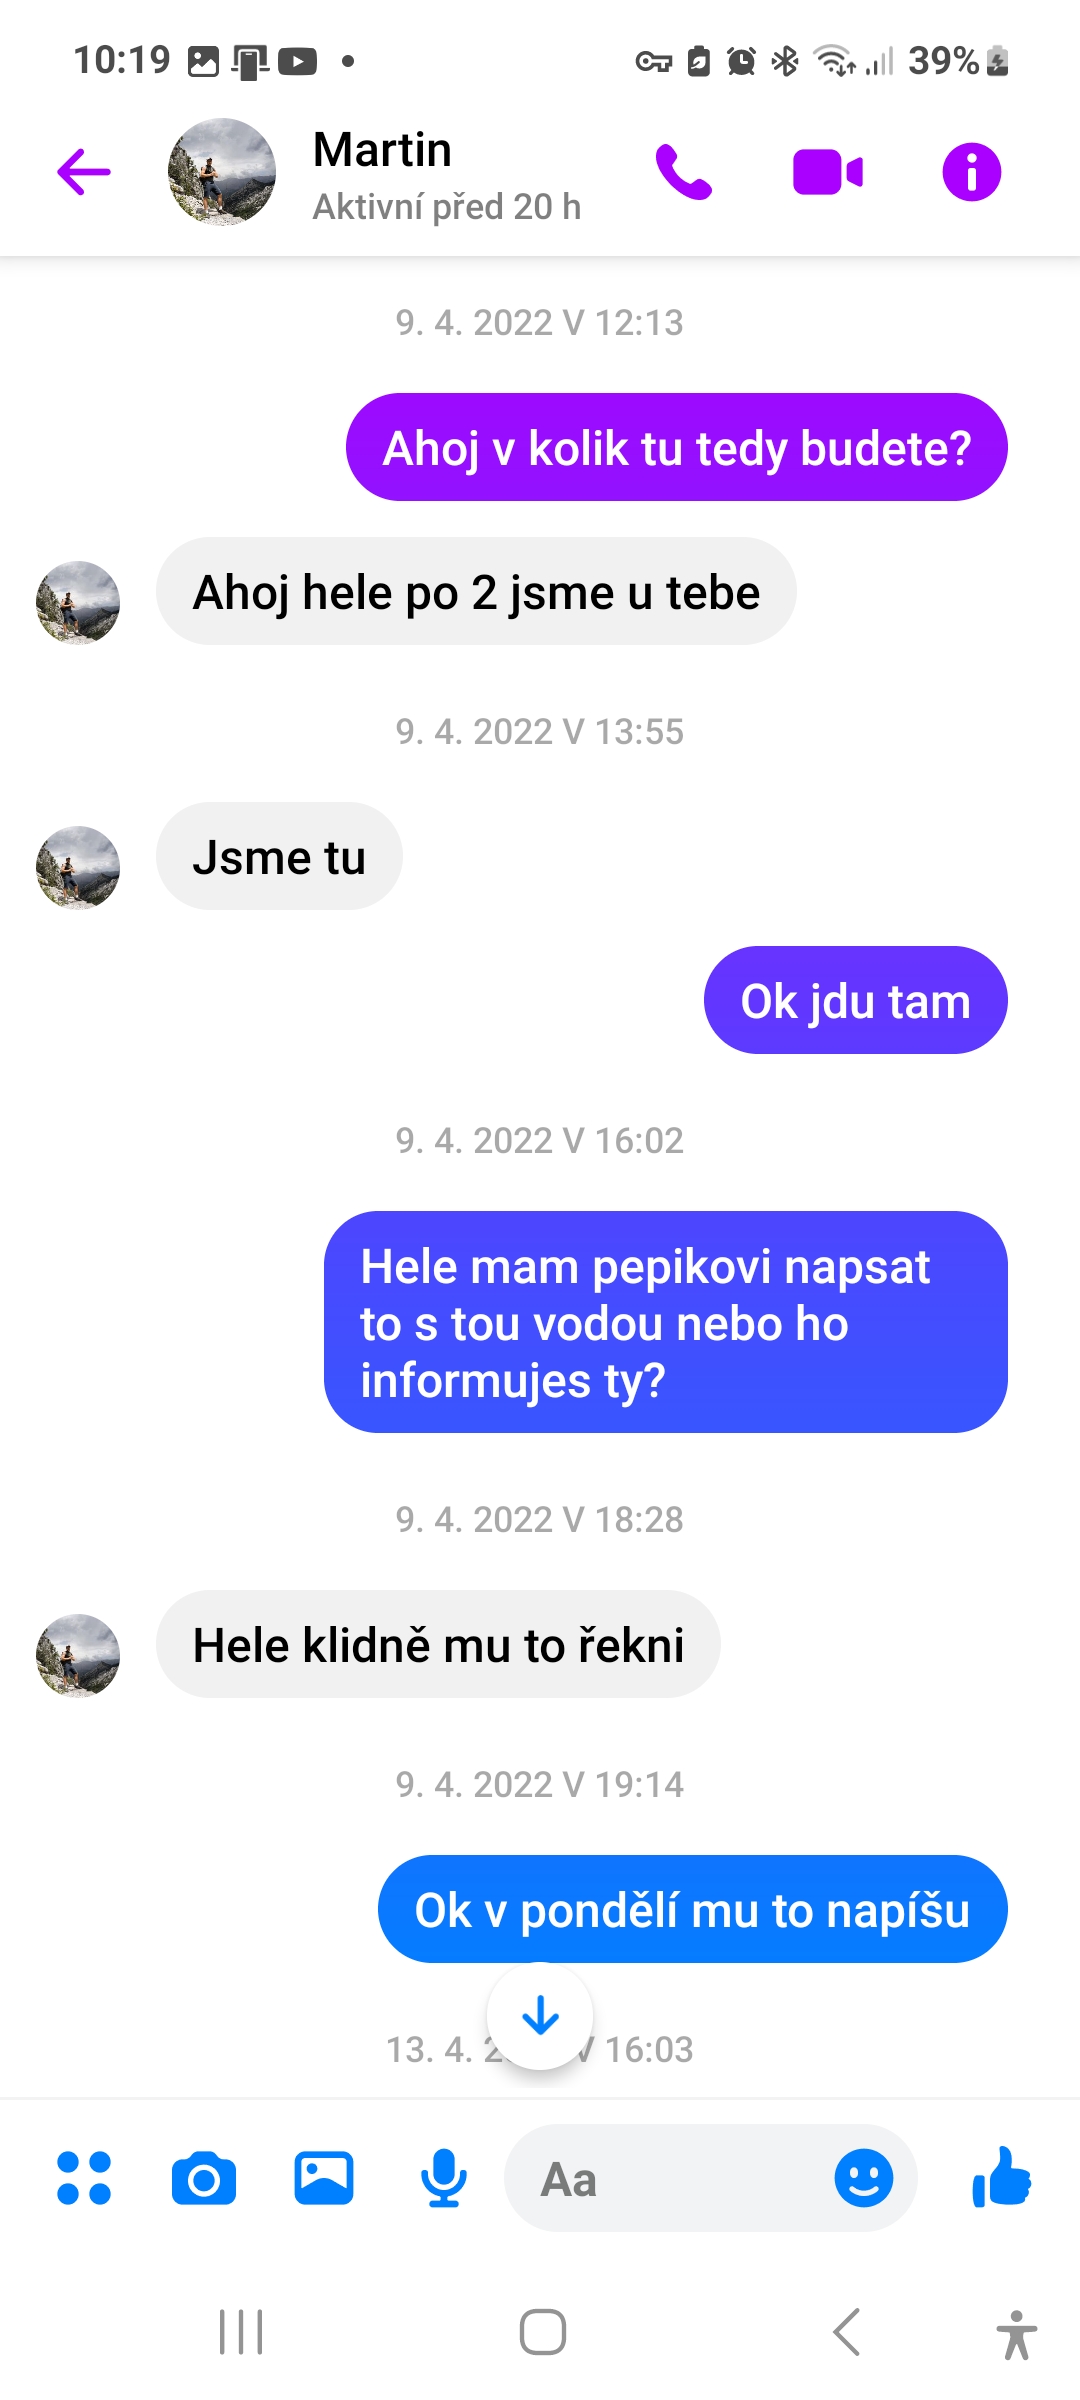 10:19
39%
Martin
Aktivní před 20 h
9. 4. 2022 V 12:13
Ahoj v kolik tu tedy budete?
Ahoj hele po 2 jsme u tebe
9. 4. 2022 V 13:55
Jsme tu
Ok jdu tam
9. 4. 2022 V 16:02
Hele mam pepikovi napsat
to s tou vodou nebo ho
informujes ty?
9. 4. 2022 V 18:28
Hele klidně mu to řekni
9. 4. 2022 V 19:14
Ok v pondělí mu to napíšu
13. 4. V 16:03
Aa